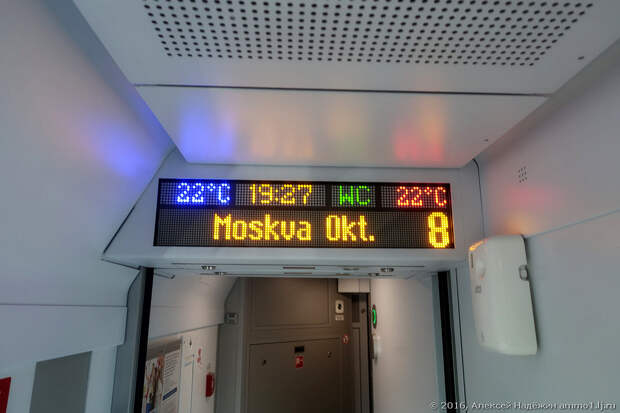 22°C 19:27 WC 22°C
Moskva Okt. 8
© 2016, Алексей Надёжин ammo1.lj.ru